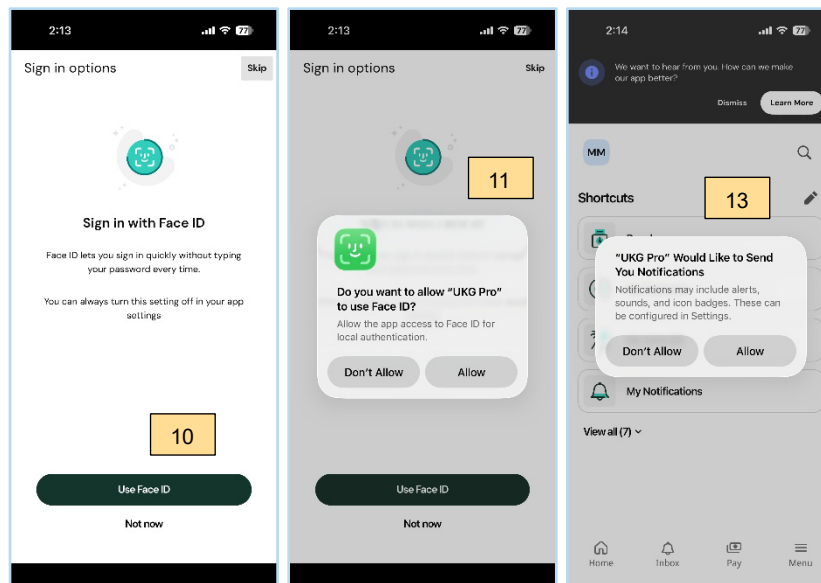 2:13
77
Sign in options
Skip
Sign in with Face ID
Face ID lets you sign in quickly without typing
your password every time.
You can always turn this setting off in your app
settings
10
Use Face ID
Not now
2:13
77
Sign in options
Skip
11
Do you want to allow “UKG Pro”
to use Face ID?
Allow the app access to Face ID for
local authentication.
Don’t Allow
Allow
Use Face ID
Not now
2:14
77
We want to hear from you. How can we make
our app better?
Dismiss
Learn More
MM
Shortcuts
13
“UKG Pro” Would Like to Send
You Notifications
Notifications may include alerts,
sounds, and icon badges. These can
be configured in Settings.
Don’t Allow
Allow
My Notifications
View all (7)
Home
Inbox
Pay
Menu